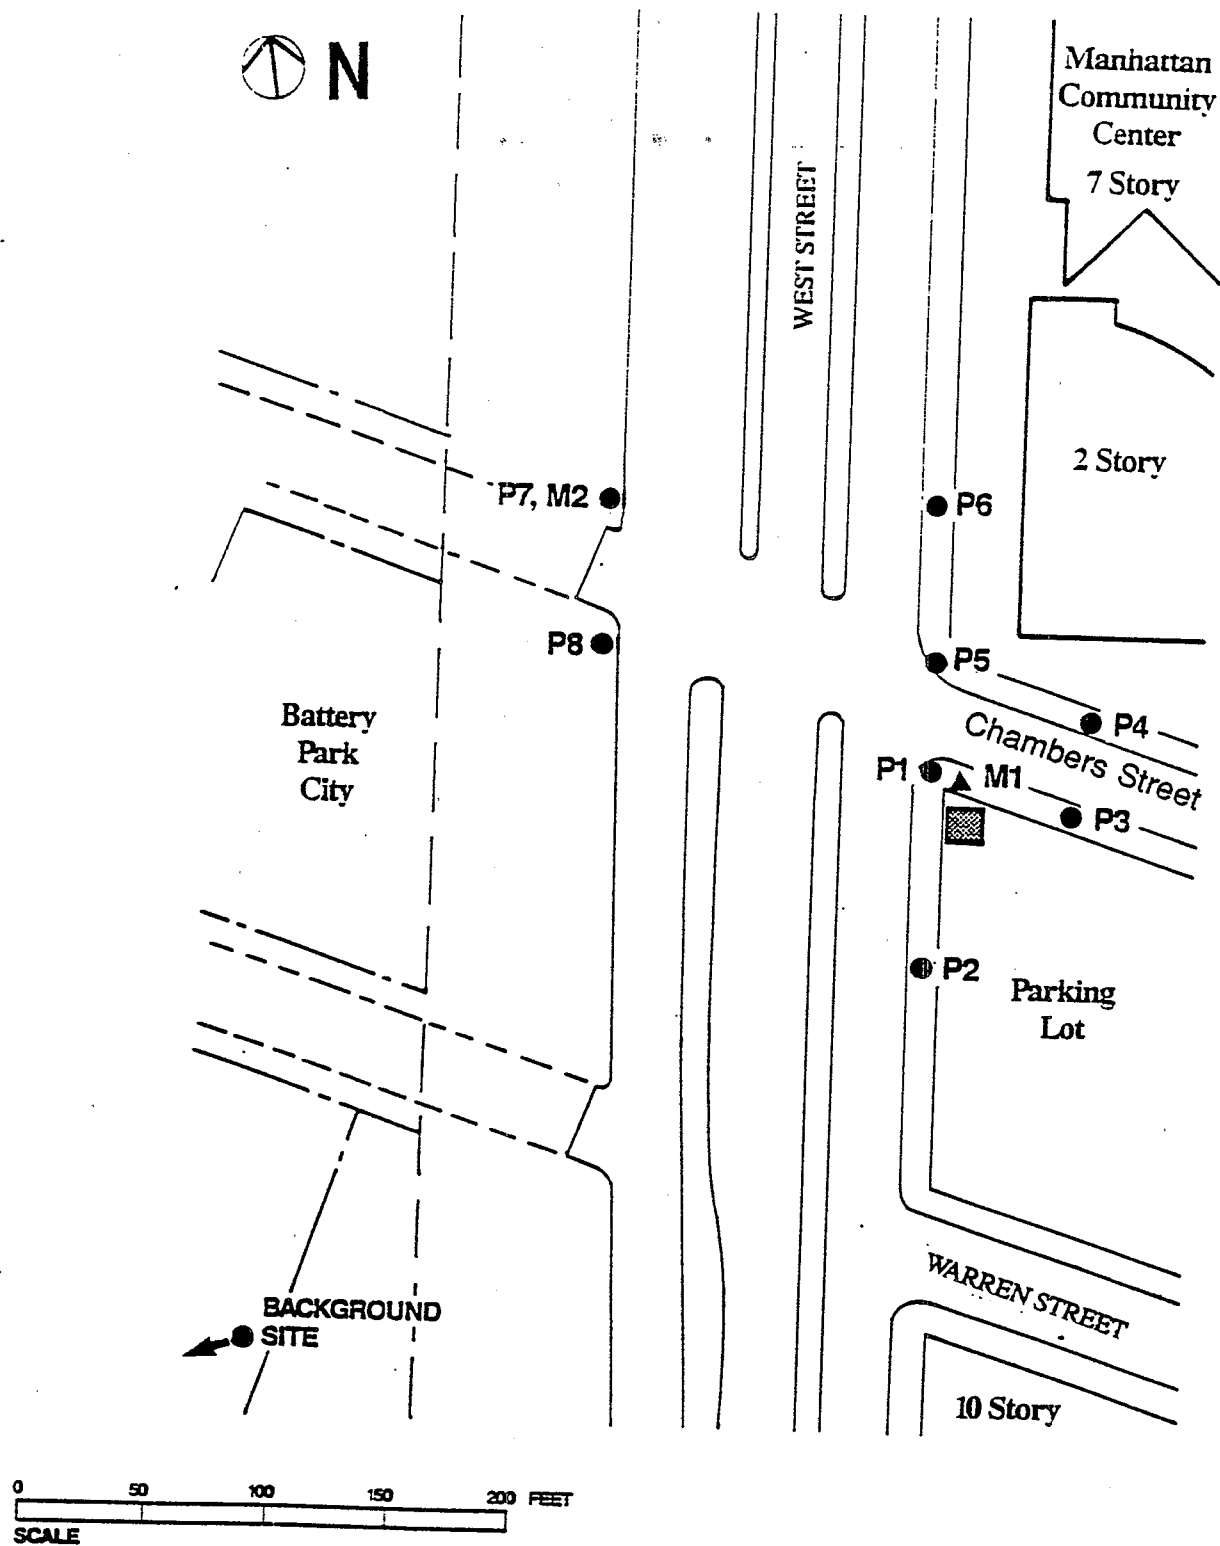 N
Manhattan
Community
Center
7 Story
WEST STREET
2 Story
P7, M2
P6
P8
P5
P4
Chambers Street
Battery
Park
City
P1
M1
P3
P2
Parking
Lot
WARREN STREET
BACKGROUND
SITE
10 Story
0 50 100 150 200 FEET
SCALE